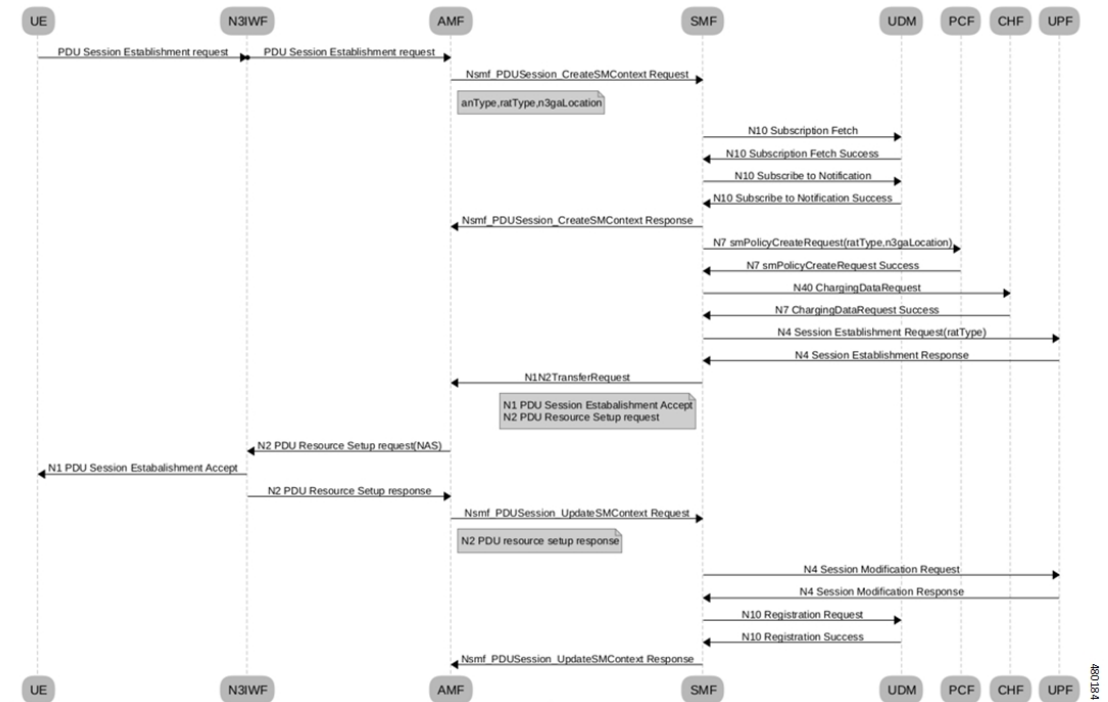 UE N3IWF AMF SMF UDM PCF CHF UPF
PDU Session Establishment request
PDU Session Establishment request
Nsmf_PDUSession_CreateSMContext Request
anType,ratType,n3gaLocation
N10 Subscription Fetch
N10 Subscription Fetch Success
N10 Subscribe to Notification
N10 Subscribe to Notification Success
Nsmf_PDUSession_CreateSMContext Response
N7 smPolicyCreateRequest(ratType,n3gaLocation)
N7 smPolicyCreateRequest Success
N40 ChargingDataRequest
N7 ChargingDataRequest Success
N4 Session Establishment Request(ratType)
N4 Session Establishment Response
N1N2TransferRequest
N1 PDU Session Estabalishment Accept
N2 PDU Resource Setup request
N2 PDU Resource Setup request(NAS)
N1 PDU Session Estabalishment Accept
N2 PDU Resource Setup response
Nsmf_PDUSession_UpdateSMContext Request
N2 PDU resource setup response
N4 Session Modification Request
N4 Session Modification Response
N10 Registration Request
N10 Registration Success
Nsmf_PDUSession_UpdateSMContext Response
UE N3IWF AMF SMF UDM PCF CHF UPF
480184